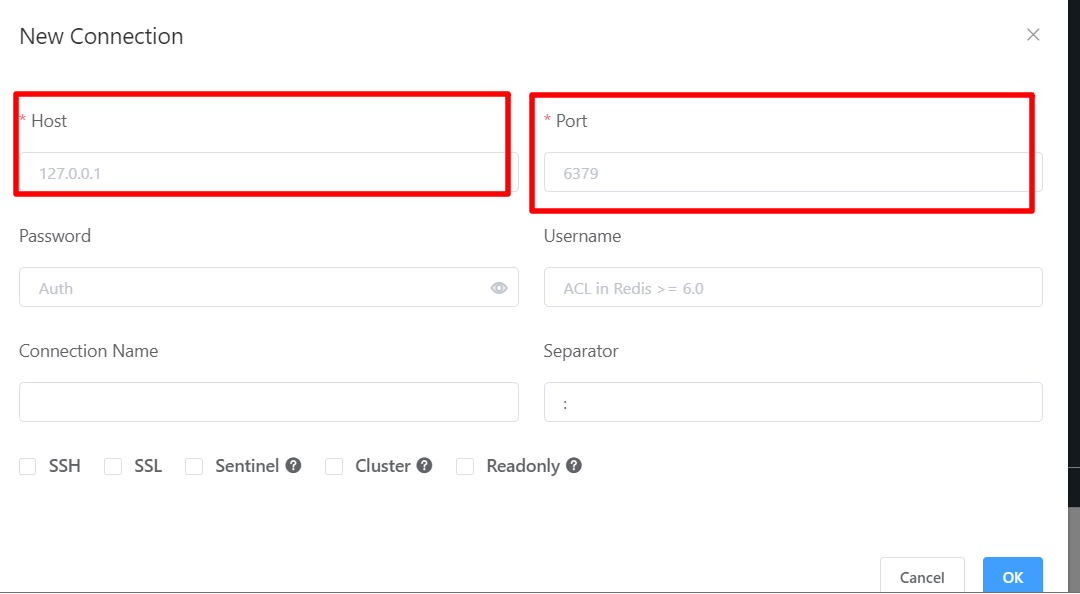 New Connection
* Host
* Port
127.0.0.1
6379
Password
Username
Auth
ACL in Redis >= 6.0
Connection Name
Separator
:
SSH SSL Sentinel ? Cluster ? Readonly ?
Cancel
OK